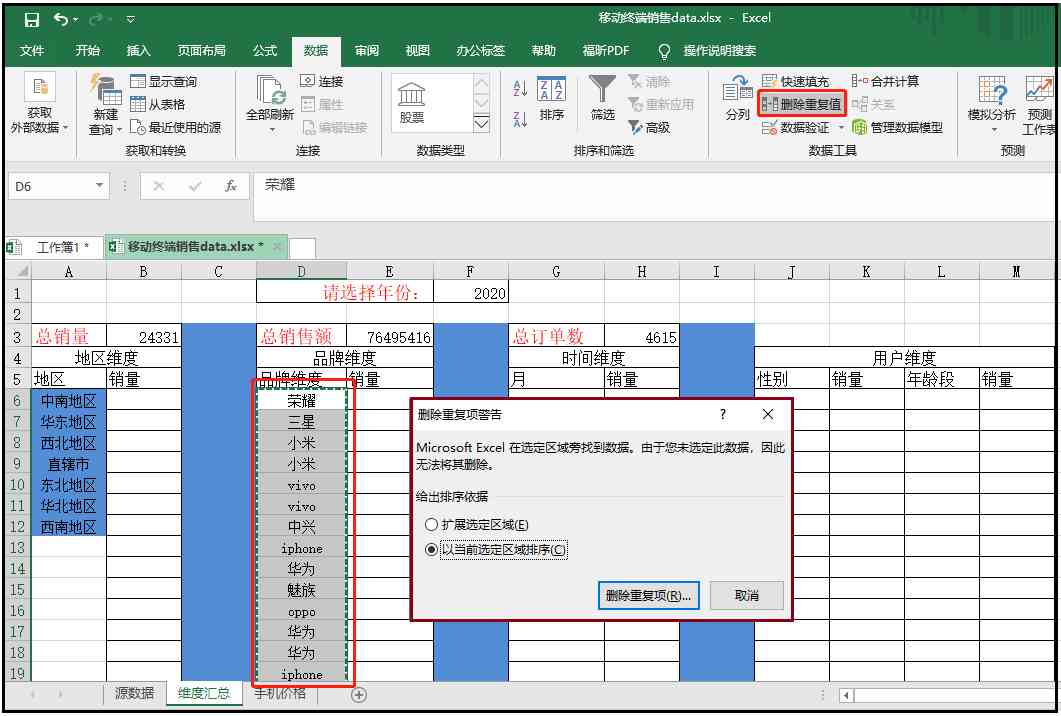 移动终端销售data.xlsx - Excel
文件 开始 插入 页面布局 公式 数据 审阅 视图 办公标签 帮助 福昕PDF 操作说明搜索
获取
外部数据
新建
查询
显示查询
从表格
最近使用的源
获取和转换
全部刷新
连接
属性
编辑链接
连接
股票
数据类型
排序
筛选
清除
重新应用
高级
排序和筛选
分列
快速填充
删除重复值
数据验证
合并计算
关系
管理数据模型
数据工具
模拟分析
预测
工作表
预测
D6 fx 荣耀
工作簿1 * 移动终端销售data.xlsx *
A B C D E F G H I J K L M
1 请选择年份： 2020
2
3 总销量 24331 总销售额 76495416 总订单数 4615
4 地区维度 品牌维度 时间维度 用户维度
5 地区 销量 品牌维度 销量 月 销量 性别 销量 年龄段 销量
6 中南地区 荣耀
7 华东地区 三星
8 西北地区 小米
9 直辖市 小米
10 东北地区 vivo
11 华北地区 vivo
12 西南地区 中兴
13 iphone
14 华为
15 魅族
16 oppo
17 华为
18 华为
19 iphone
删除重复项警告 ?
Microsoft Excel 在选定区域旁找到数据。由于您未选定此数据，因此
无法将其删除。
给出排序依据
扩展选定区域(E)
以当前选定区域排序(C)
删除重复项(R)... 取消
源数据 维度汇总 手机价格